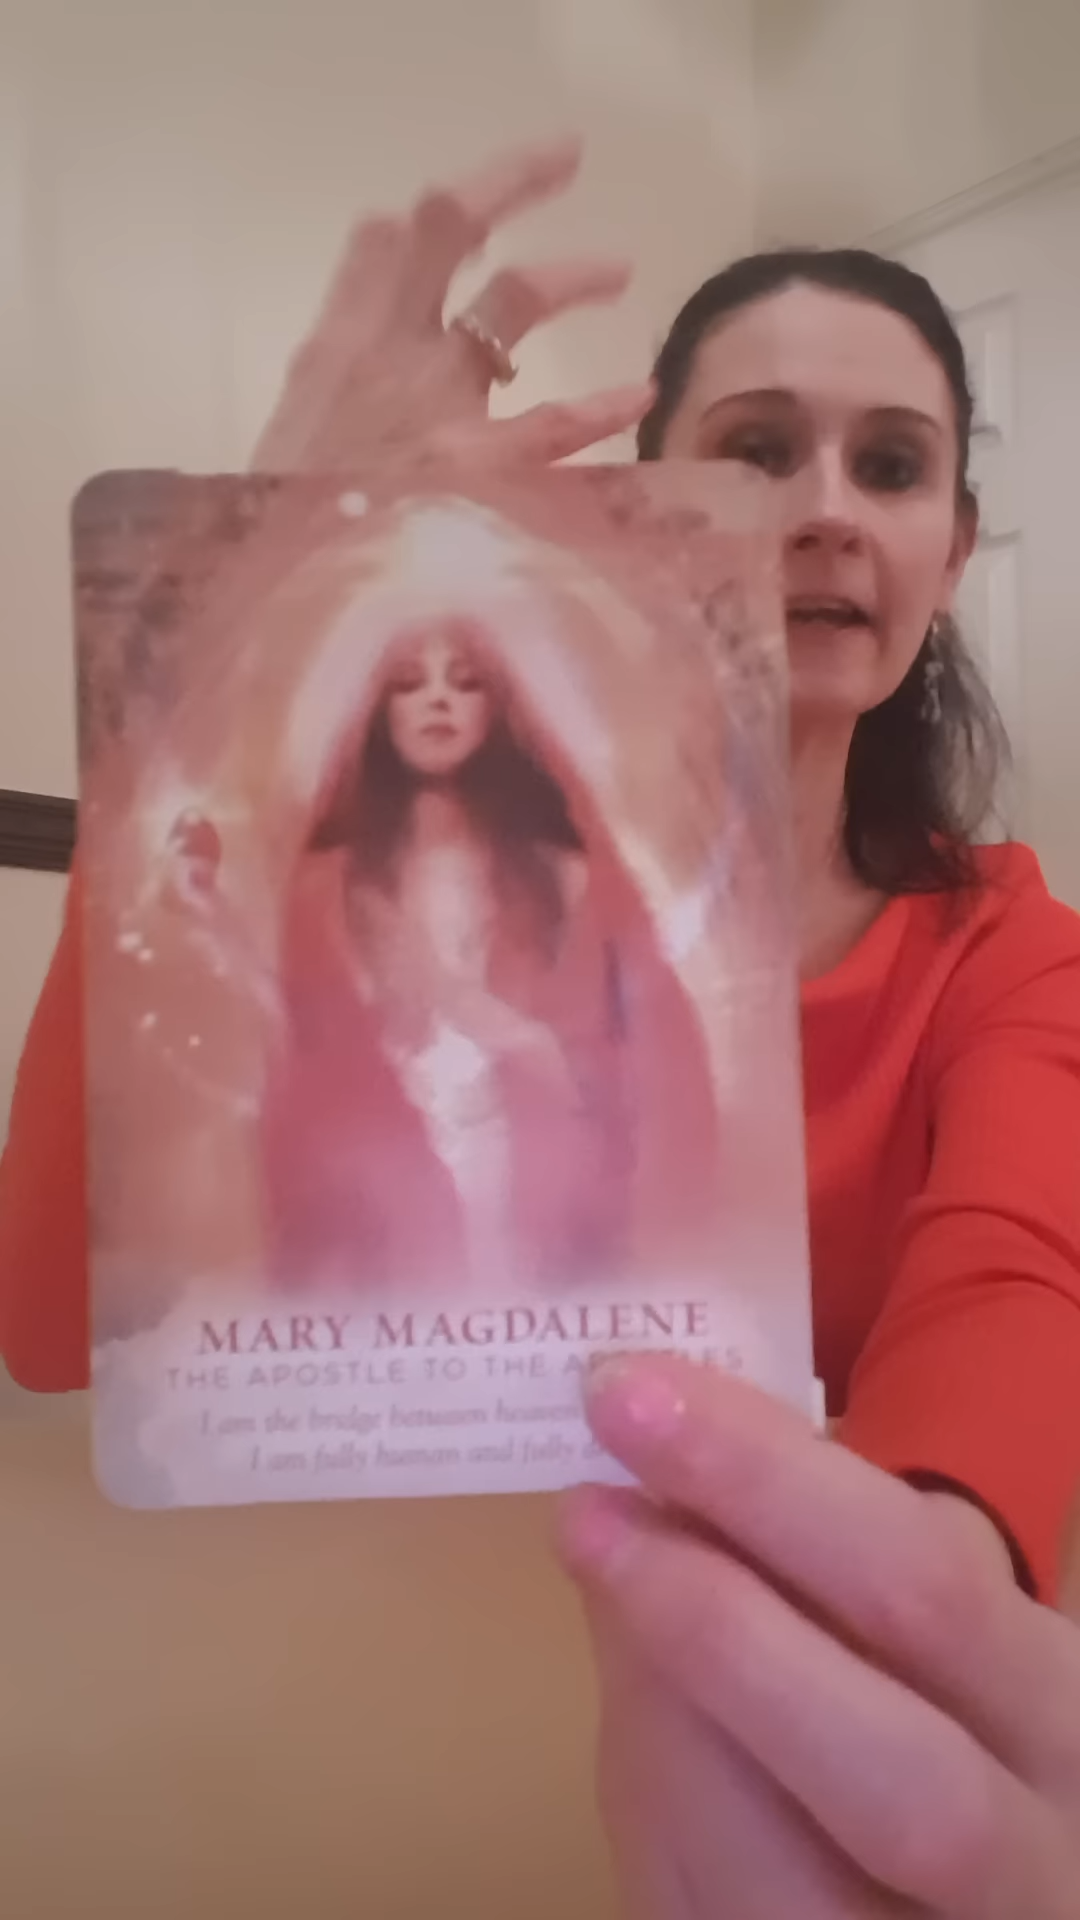 MARY MAGDALENE
THE APOSTLE TO THE
I am the bridge between heaven
I am fully human and fully